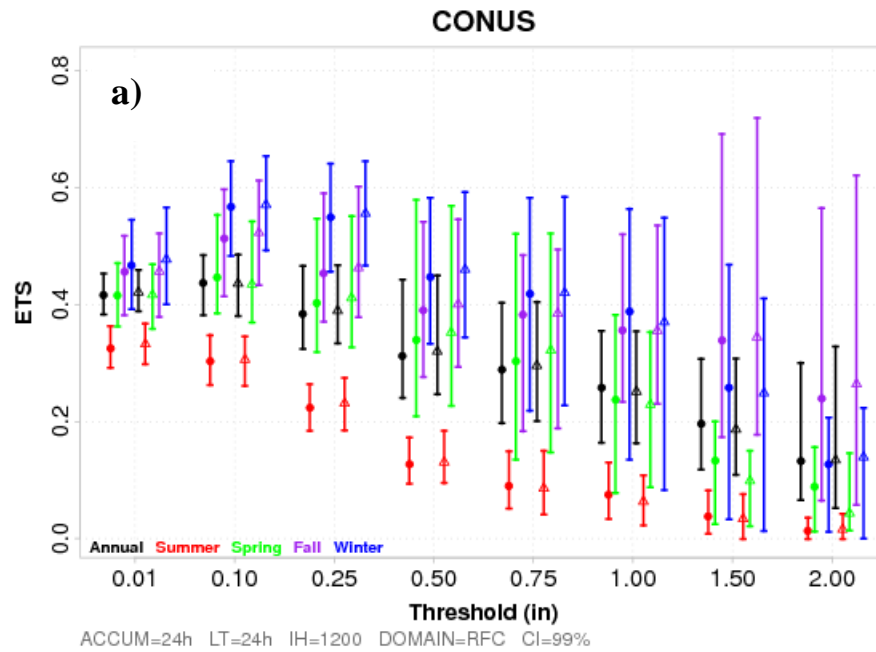 CONUS
a)
0.8
0.6
ETS
0.4
0.2
0.0
Annual Summer Spring Fall Winter
0.01 0.10 0.25 0.50 0.75 1.00 1.50 2.00
Threshold (in)
ACCUM=24h LT=24h IH=1200 DOMAIN=RFC CI=99%